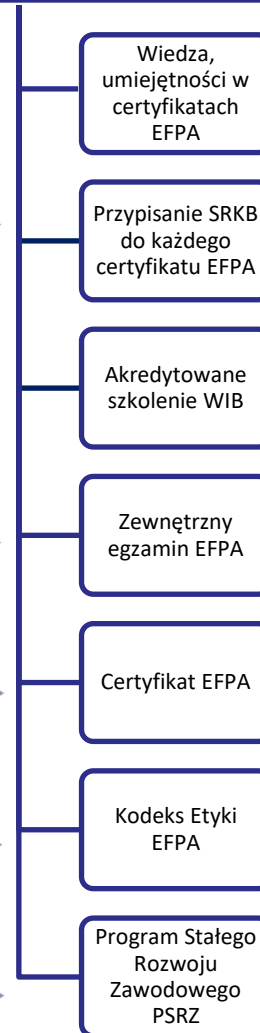 Wiedza,
umiejętności w
certyfikatach
EFPA
Przypisanie SRKB
do każdego
certyfikatu EFPA
Akredytowane
szkolenie WIB
Zewnętrzny
egzamin EFPA
Certyfikat EFPA
Kodeks Etyki
EFPA
Program Stałego
Rozwoju
Zawodowego
PSRZ